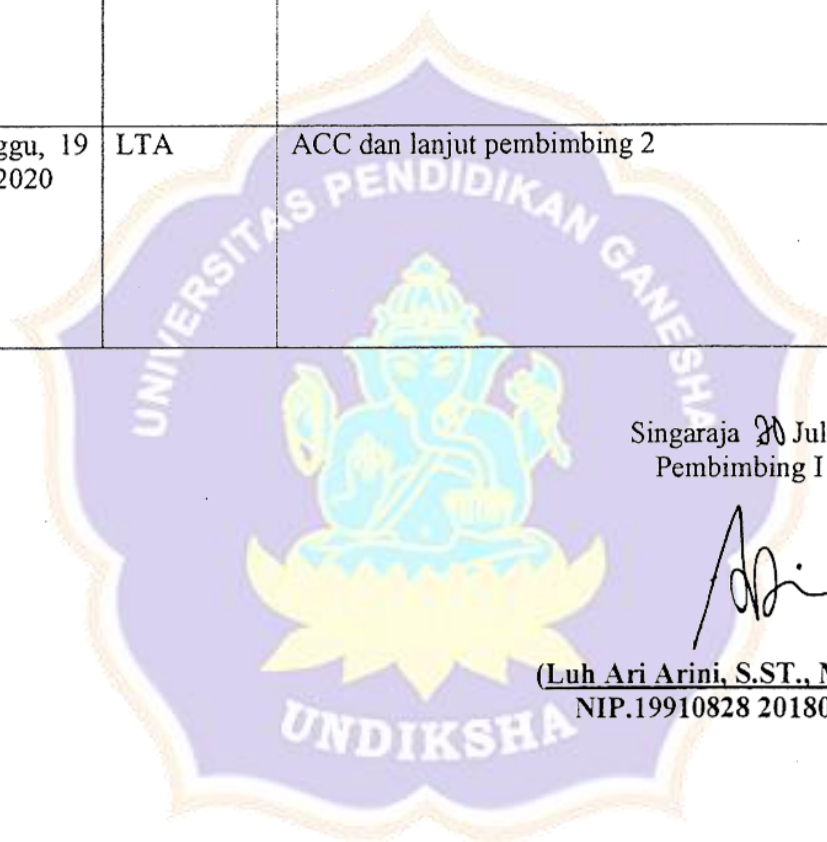 ggu, 19 LTA ACC dan lanjut pembimbing 2
2020
UNIVERSITAS PENDIDIKAN GANESHA
Singaraja 20 Jul
Pembimbing I
(Luh Ari Arini, S.ST., M
NIP.19910828 20180
UNDIKSHA